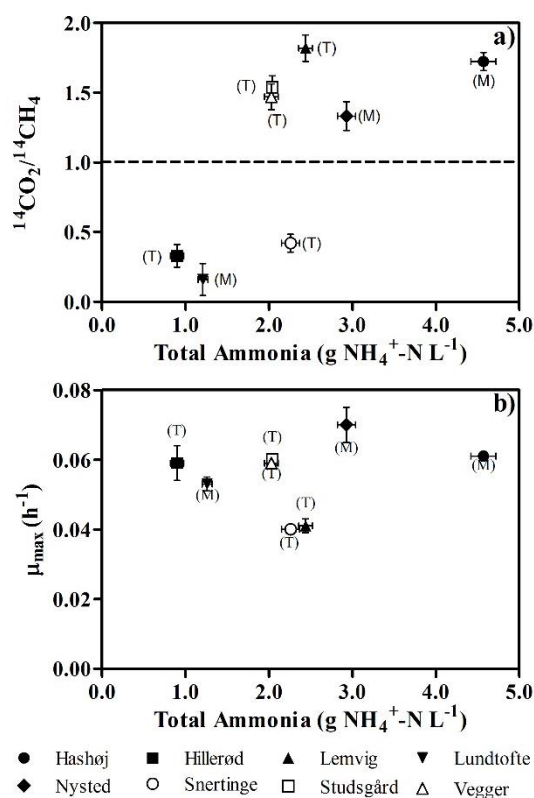 a)
2.0
1.5
1.0
0.5
0.0
¹⁴CO₂/¹⁴CH₄
(T)
(M)
(T)
(T)
(M)
(T)
(T)
(M)
0.0 1.0 2.0 3.0 4.0 5.0
Total Ammonia (g NH₄⁺-N L⁻¹)
b)
0.08
0.06
0.04
0.02
0.00
μmax (h⁻¹)
(T)
(T)
(M)
(M)
(T)
(M)
(T)
(T)
0.0 1.0 2.0 3.0 4.0 5.0
Total Ammonia (g NH₄⁺-N L⁻¹)
Hashøj Hillerød Lemvig Lundtofte
Nysted Snertinge Studsgård Vegger